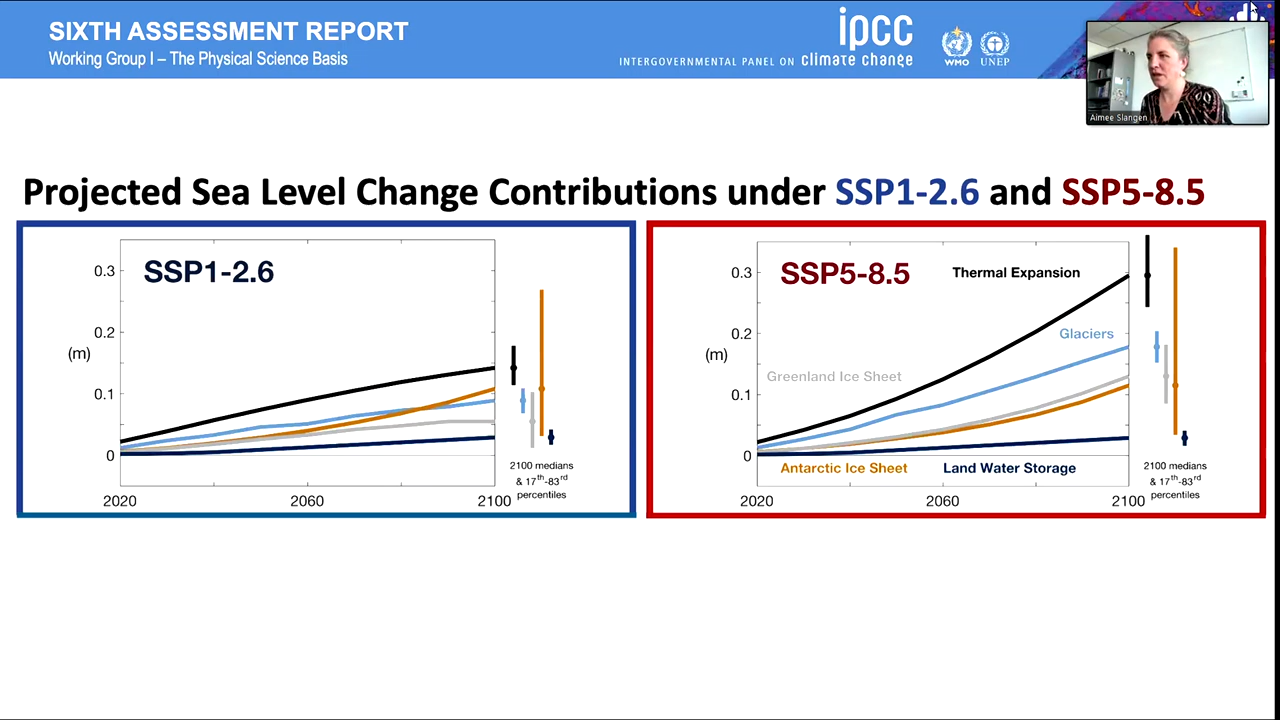 SIXTH ASSESSMENT REPORT
Working Group I – The Physical Science Basis
ipcc
INTERGOVERNMENTAL PANEL ON climate change
WMO
UNEP
Aimee Slangen
Projected Sea Level Change Contributions under SSP1-2.6 and SSP5-8.5
SSP1-2.6
0.3
0.2
(m)
0.1
0
2020
2060
2100
2100 medians
& 17th-83rd
percentiles
SSP5-8.5
Thermal Expansion
0.3
Glaciers
0.2
(m)
Greenland Ice Sheet
0.1
0
Antarctic Ice Sheet
Land Water Storage
2020
2060
2100
2100 medians
& 17th-83rd
percentiles